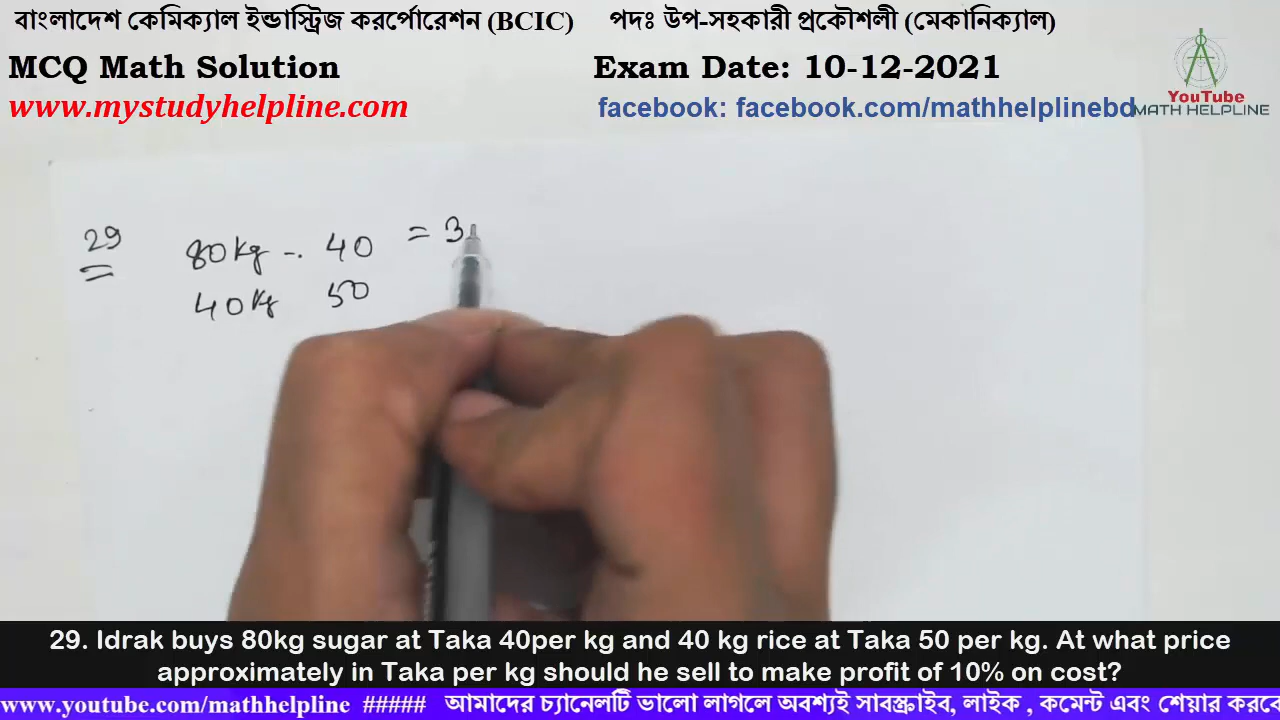 বাংলাদেশ কেমিক্যাল ইন্ডাস্ট্রিজ করর্পোরেশন (BCIC) পদঃ উপ-সহকারী প্রকৌশলী (মেকানিক্যাল)
MCQ Math Solution Exam Date: 10-12-2021
www.mystudyhelpline.com facebook: facebook.com/mathhelplinebd
YouTube
MATH HELPLINE
29 80kg -. 40 = 3
40kg 50
29. Idrak buys 80kg sugar at Taka 40per kg and 40 kg rice at Taka 50 per kg. At what price
approximately in Taka per kg should he sell to make profit of 10% on cost?
www.youtube.com/mathhelpline ##### আমাদের চ্যানেলটি ভালো লাগলে অবশ্যই সাবস্ক্রাইব, লাইক , কমেন্ট এবং শেয়ার করবে